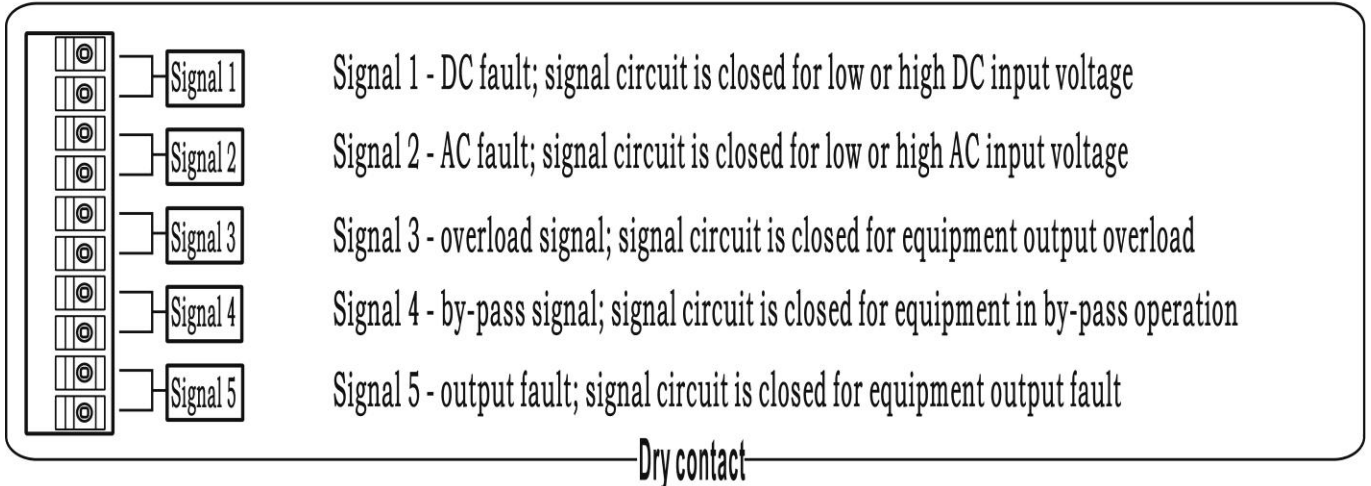 Signal 1 Signal 1 - DC fault; signal circuit is closed for low or high DC input voltage
Signal 2 Signal 2 - AC fault; signal circuit is closed for low or high AC input voltage
Signal 3 Signal 3 - overload signal; signal circuit is closed for equipment output overload
Signal 4 Signal 4 - by-pass signal; signal circuit is closed for equipment in by-pass operation
Signal 5 Signal 5 - output fault; signal circuit is closed for equipment output fault
Dry contact